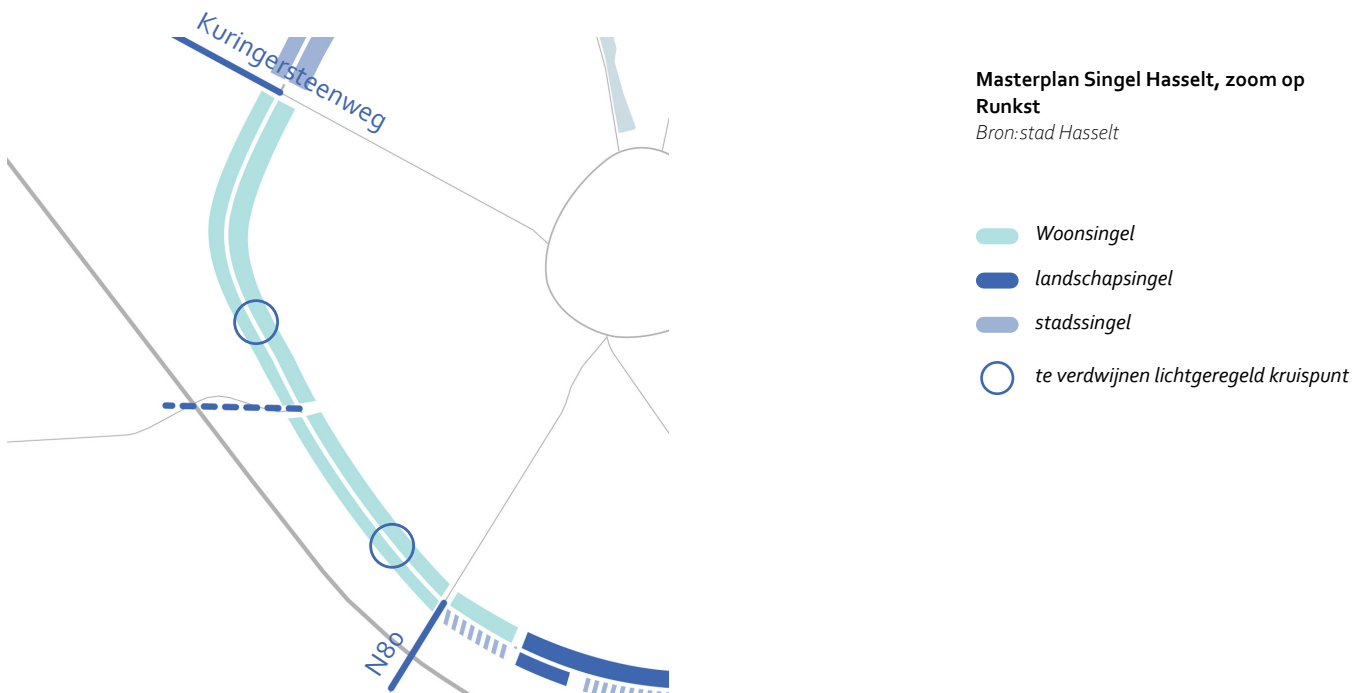 Kuringersteenweg
N80
Masterplan Singel Hasselt, zoom op
Runkst
Bron:stad Hasselt
Woonsingel
landschapsingel
stadssingel
te verdwijnen lichtgeregeld kruispunt